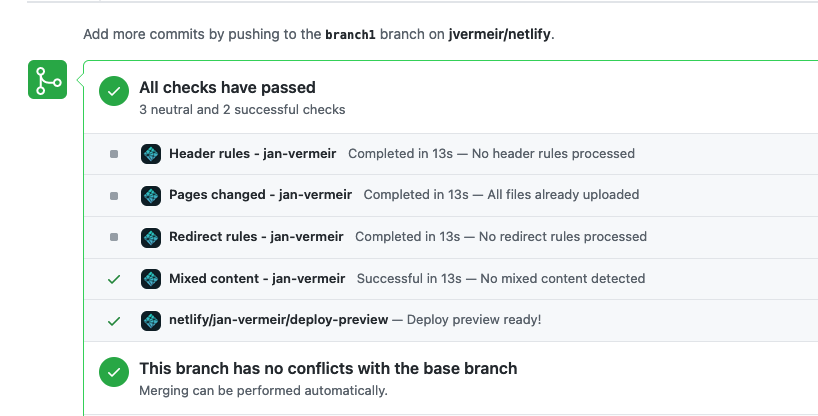 Add more commits by pushing to the branch1 branch on jvermeir/netlify.
All checks have passed
3 neutral and 2 successful checks
Header rules - jan-vermeir Completed in 13s — No header rules processed
Pages changed - jan-vermeir Completed in 13s — All files already uploaded
Redirect rules - jan-vermeir Completed in 13s — No redirect rules processed
Mixed content - jan-vermeir Successful in 13s — No mixed content detected
netlify/jan-vermeir/deploy-preview — Deploy preview ready!
This branch has no conflicts with the base branch
Merging can be performed automatically.